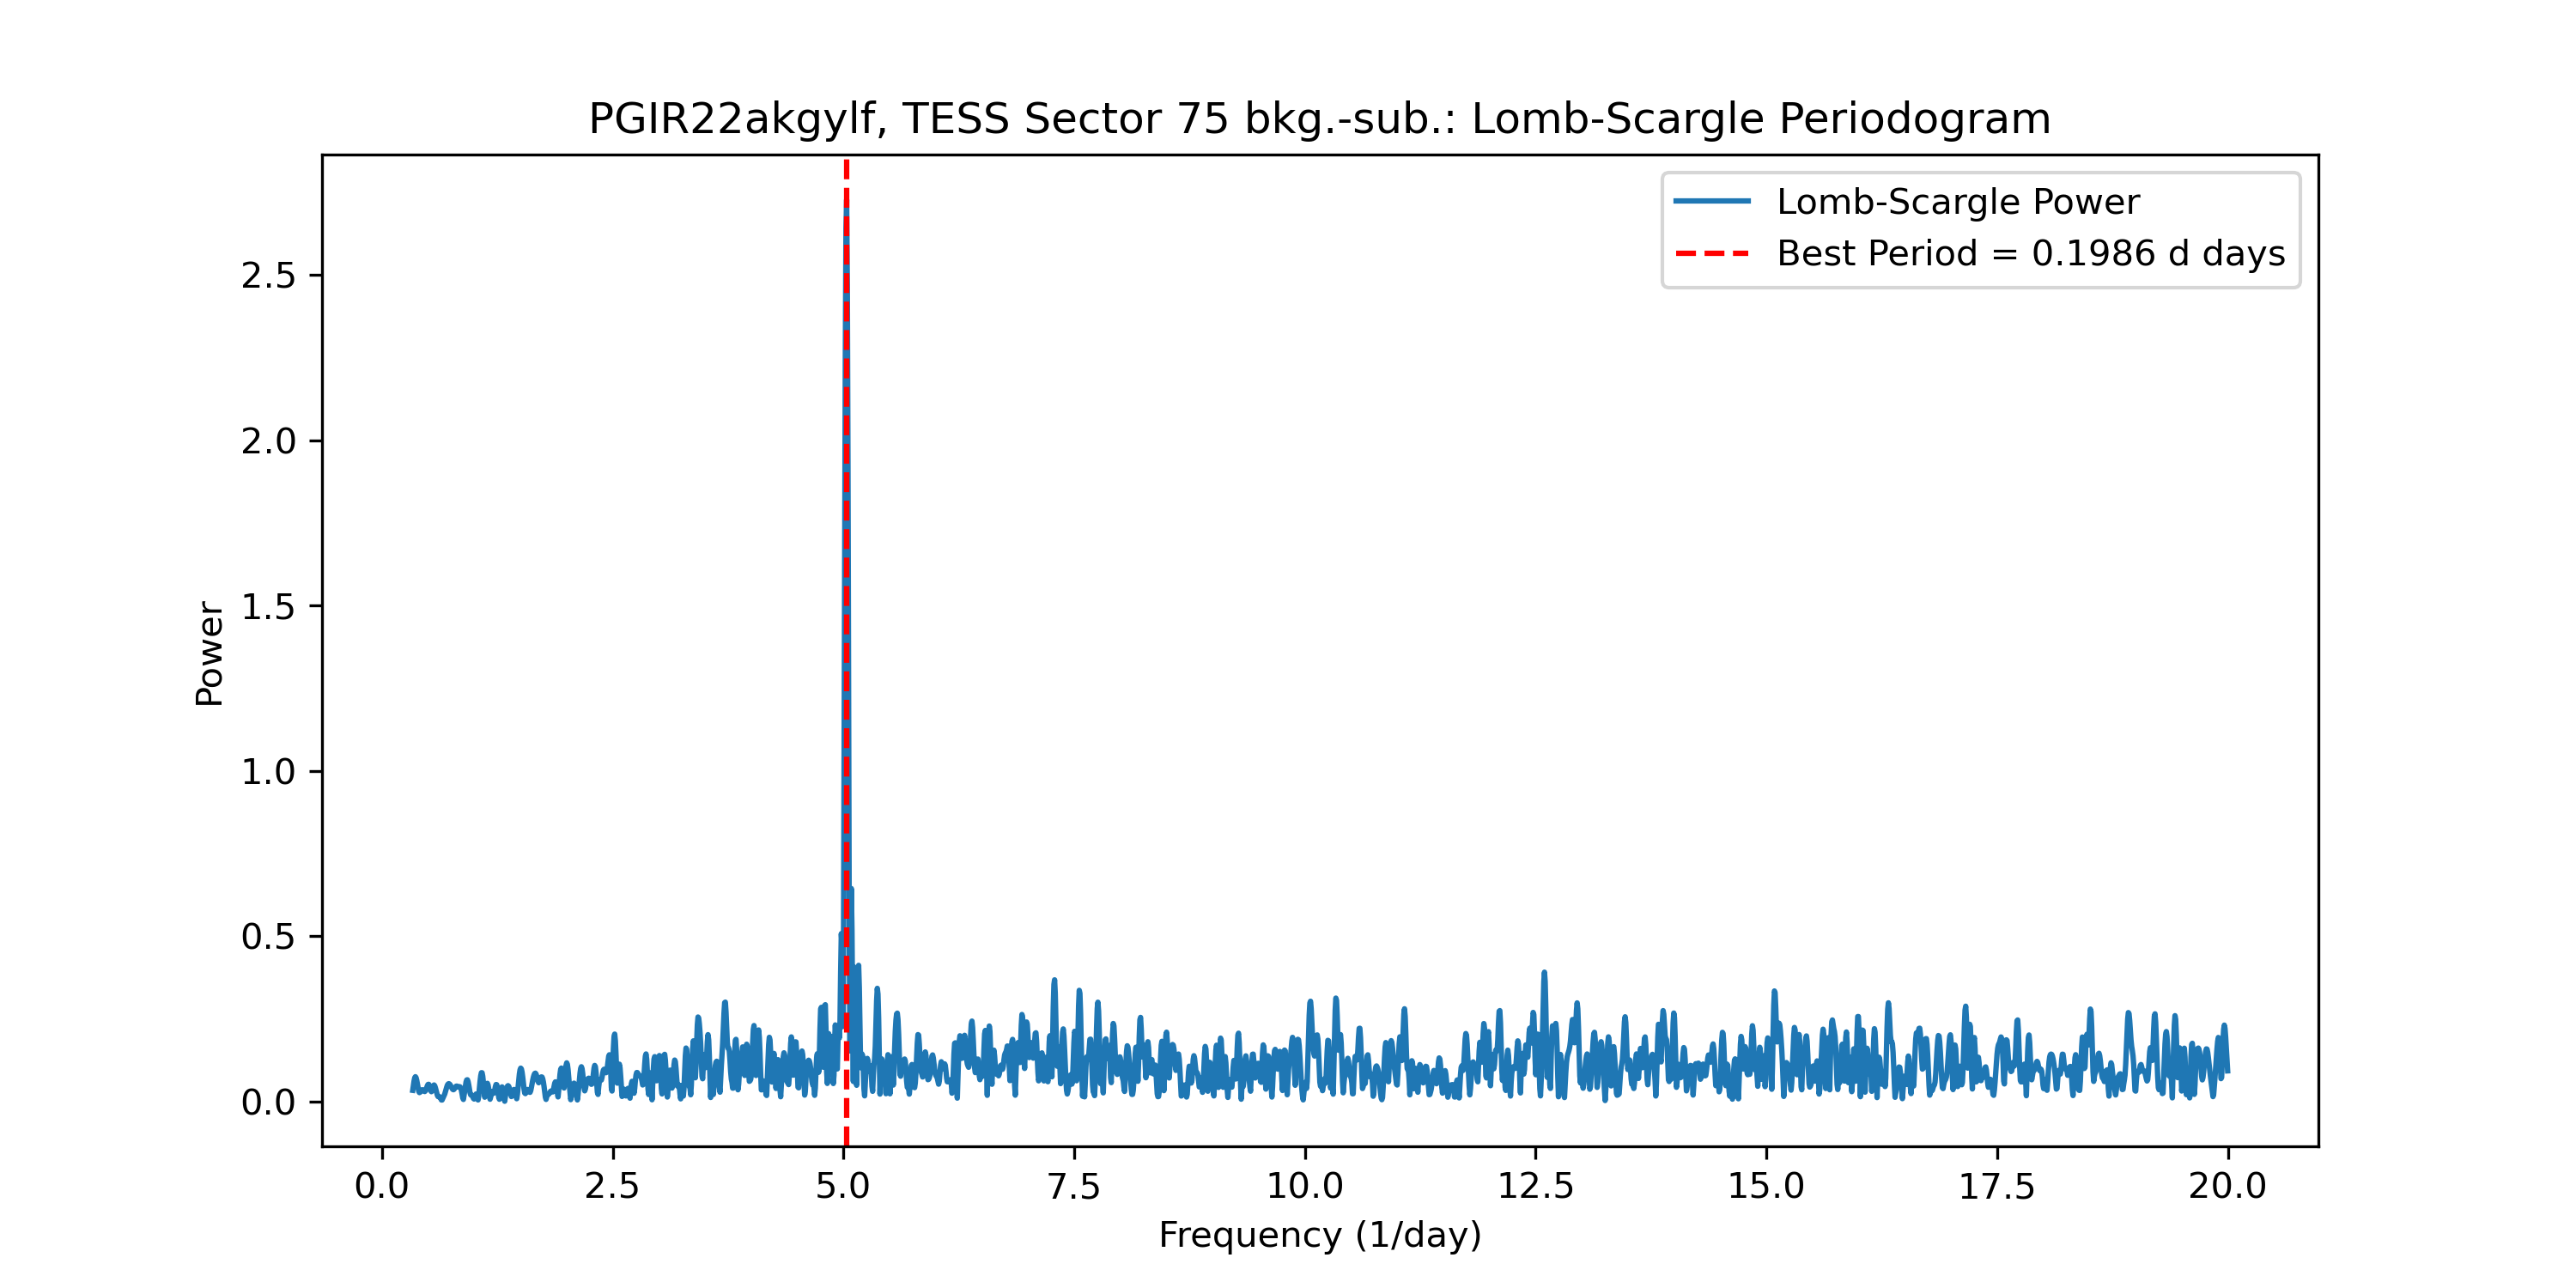 PGIR22akgylf, TESS Sector 75 bkg.-sub.: Lomb-Scargle Periodogram
Lomb-Scargle Power
Best Period = 0.1986 d days
Power
2.5
2.0
1.5
1.0
0.5
0.0
0.0 2.5 5.0 7.5 10.0 12.5 15.0 17.5 20.0
Frequency (1/day)